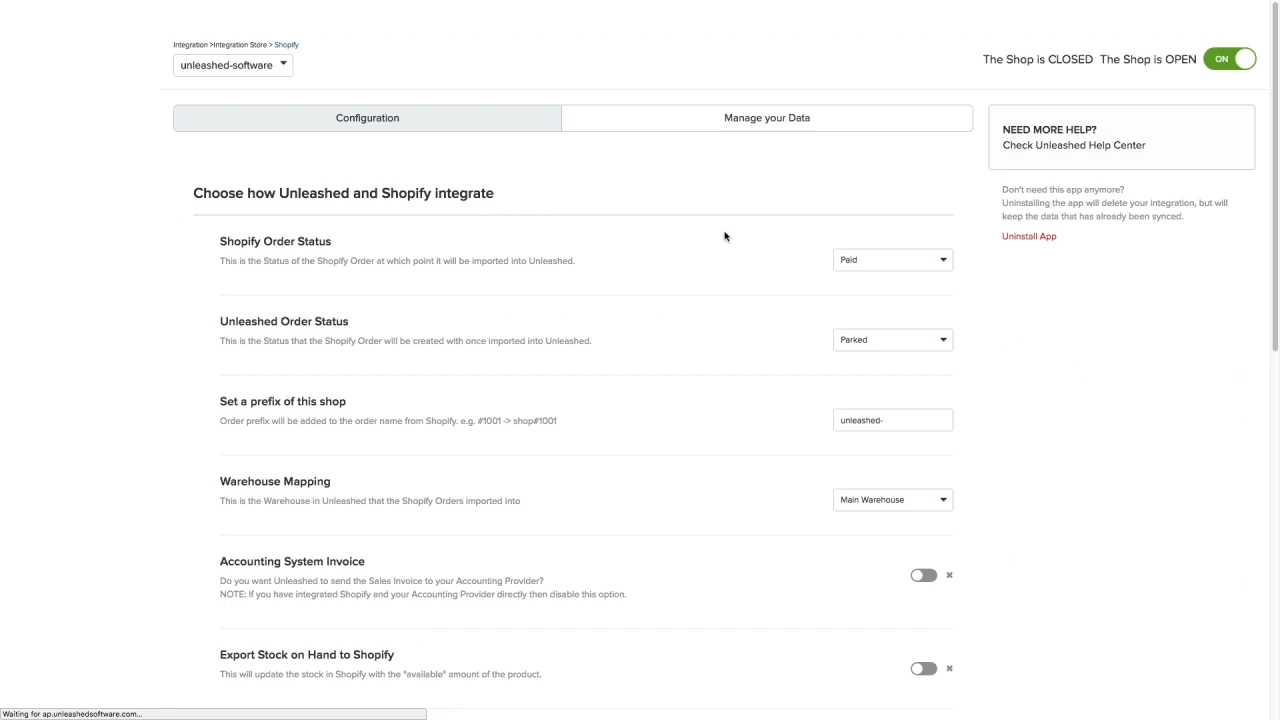 Integration >Integration Store > Shopify
unleashed-software
The Shop is CLOSED The Shop is OPEN ON
Configuration
Manage your Data
NEED MORE HELP?
Check Unleashed Help Center
Don't need this app anymore?
Uninstalling the app will delete your integration, but will
keep the data that has already been synced.
Uninstall App
Choose how Unleashed and Shopify integrate
Shopify Order Status
This is the Status of the Shopify Order at which point it will be imported into Unleashed.
Paid
Unleashed Order Status
This is the Status that the Shopify Order will be created with once imported into Unleashed.
Parked
Set a prefix of this shop
Order prefix will be added to the order name from Shopify. e.g. #1001 -> shop#1001
unleashed-
Warehouse Mapping
This is the Warehouse in Unleashed that the Shopify Orders imported into
Main Warehouse
Accounting System Invoice
Do you want Unleashed to send the Sales Invoice to your Accounting Provider?
NOTE: If you have integrated Shopify and your Accounting Provider directly then disable this option.
Export Stock on Hand to Shopify
This will update the stock in Shopify with the "available" amount of the product.
Waiting for ap.unleashedsoftware.com...